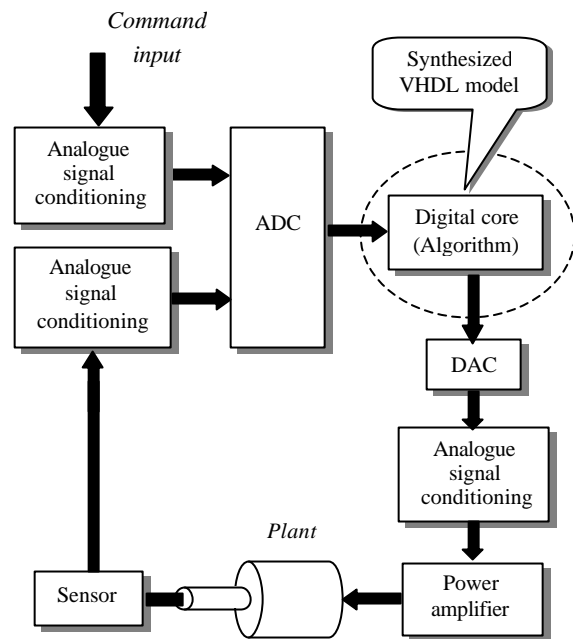 Command
input
Synthesized
VHDL model
Analogue
signal
conditioning
ADC
Digital core
(Algorithm)
Analogue
signal
conditioning
DAC
Analogue
signal
conditioning
Plant
Sensor
Power
amplifier